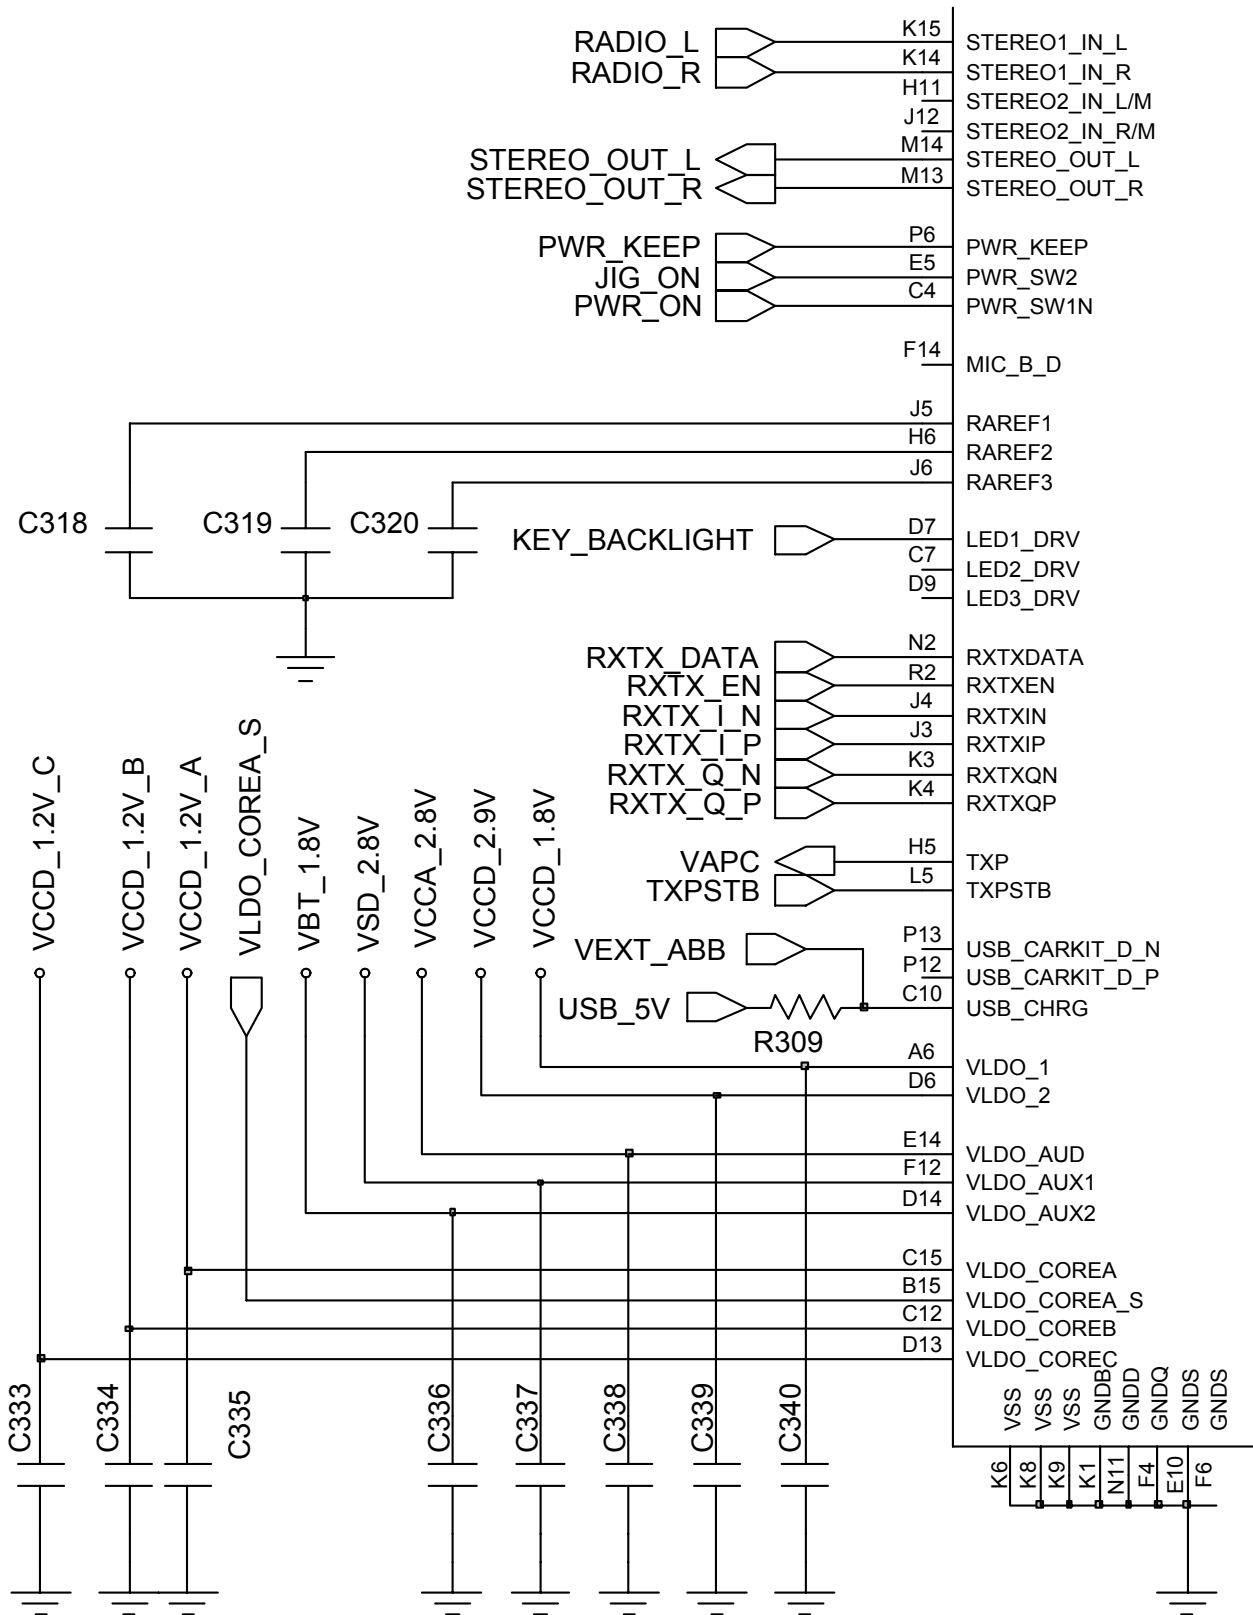 RADIO_L K15 STEREO1_IN_L
RADIO_R K14 STEREO1_IN_R
H11 STEREO2_IN_L/M
J12 STEREO2_IN_R/M
STEREO_OUT_L M14 STEREO_OUT_L
STEREO_OUT_R M13 STEREO_OUT_R
PWR_KEEP P6 PWR_KEEP
JIG_ON E5 PWR_SW2
PWR_ON C4 PWR_SW1N
F14 MIC_B_D
J5 RAREF1
H6 RAREF2
J6 RAREF3
C318 C319 C320
KEY_BACKLIGHT D7 LED1_DRV
C7 LED2_DRV
D9 LED3_DRV
RXTX_DATA N2 RXTXDATA
RXTX_EN R2 RXTXEN
RXTX_I_N J4 RXTXIN
RXTX_I_P J3 RXTXIP
RXTX_Q_N K3 RXTXQN
RXTX_Q_P K4 RXTXQP
VAPC H5 TXP
TXPSTB L5 TXPSTB
VCCD_1.2V_C
VCCD_1.2V_B
VCCD_1.2V_A
VLDO_COREA_S
VBT_1.8V
VSD_2.8V
VCCA_2.8V
VCCD_2.9V
VCCD_1.8V
P13 USB_CARKIT_D_N
VEXT_ABB
P12 USB_CARKIT_D_P
USB_5V C10 USB_CHRG
R309
A6 VLDO_1
D6 VLDO_2
E14 VLDO_AUD
F12 VLDO_AUX1
D14 VLDO_AUX2
C15 VLDO_COREA
B15 VLDO_COREA_S
C12 VLDO_COREB
D13 VLDO_COREC
C333
C334
C335
C336
C337
C338
C339
C340
VSS
VSS
VSS
GNDB
GNDD
GNDQ
GNDS
GNDS
K6
K8
K9
K1
N11
F4
E10
F6